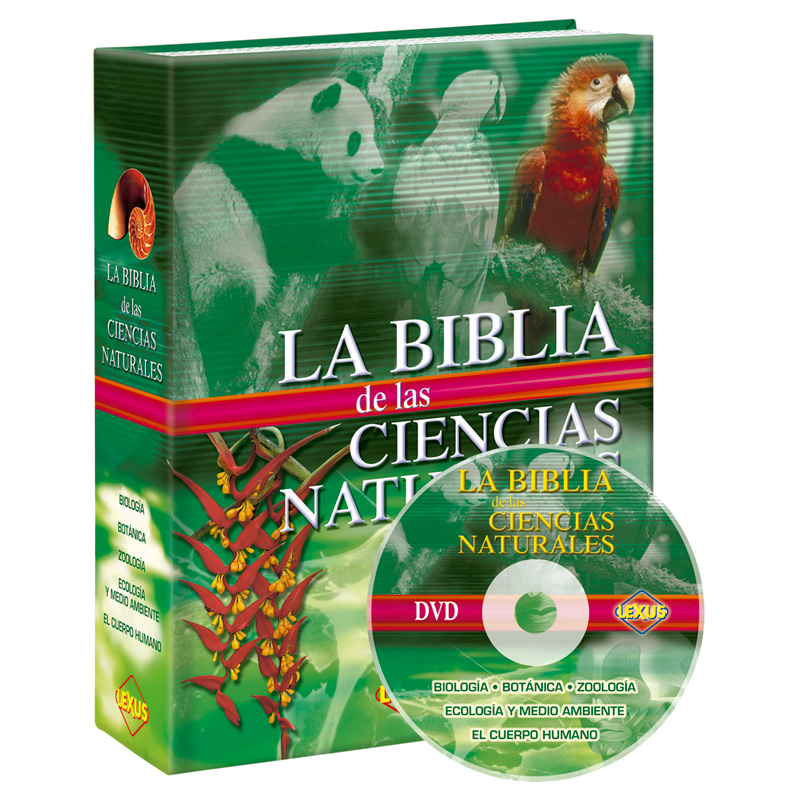 LA BIBLIA
de las
CIENCIAS
NATURALES
BIOLOGÍA
BOTÁNICA
ZOOLOGÍA
ECOLOGÍA
Y MEDIO AMBIENTE
EL CUERPO HUMANO
LEXUS
LA BIBLIA
de las
CIENCIAS
NATURALES
LA BIBLIA
de las
CIENCIAS
NATURALES
DVD
LEXUS
BIOLOGÍA • BOTÁNICA • ZOOLOGÍA
ECOLOGÍA Y MEDIO AMBIENTE
EL CUERPO HUMANO